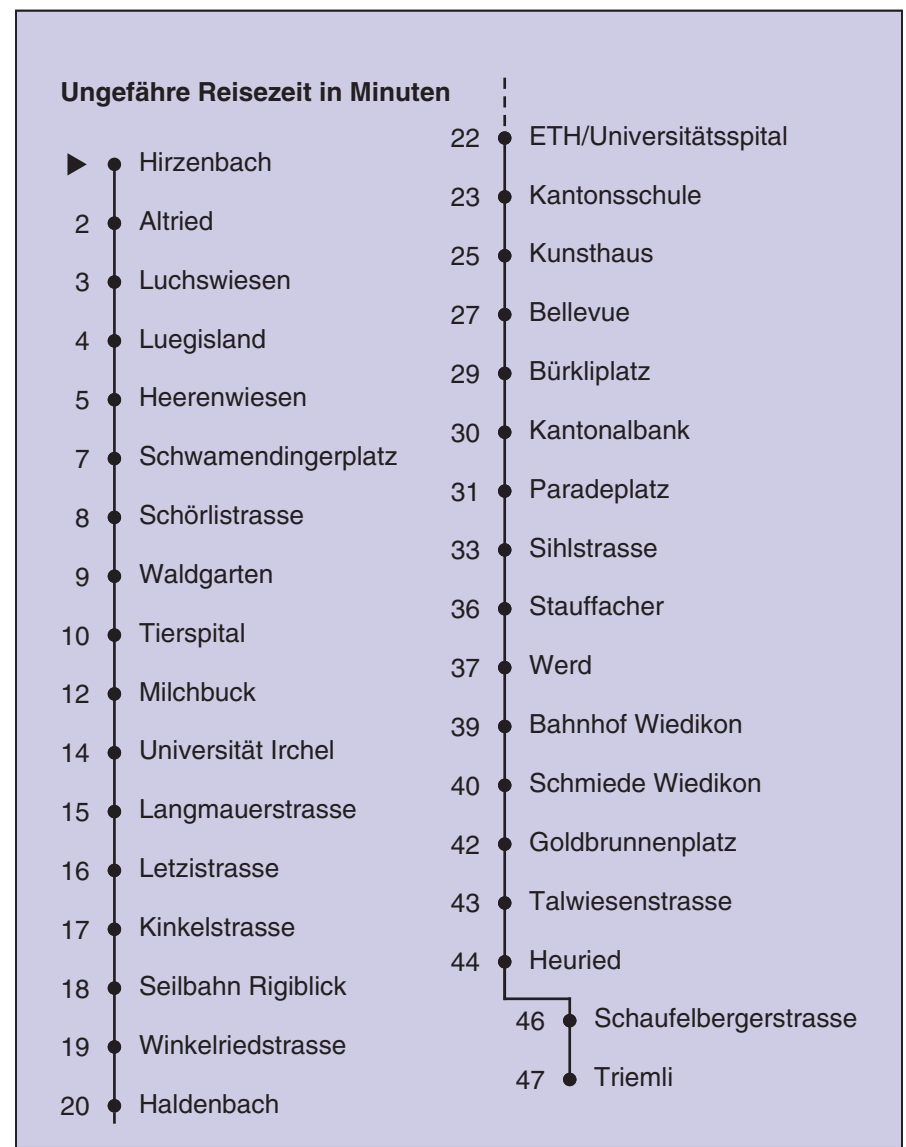 Ungefähre Reisezeit in Minuten
Hirzenbach
2 Altried
3 Luchswiesen
4 Luegisland
5 Heerenwiesen
7 Schwamendingerplatz
8 Schörlistrasse
9 Waldgarten
10 Tierspital
12 Milchbuck
14 Universität Irchel
15 Langmauerstrasse
16 Letzistrasse
17 Kinkelstrasse
18 Seilbahn Rigiblick
19 Winkelriedstrasse
20 Haldenbach
22 ETH/Universitätsspital
23 Kantonsschule
25 Kunsthaus
27 Bellevue
29 Bürkliplatz
30 Kantonalbank
31 Paradeplatz
33 Sihlstrasse
36 Stauffacher
37 Werd
39 Bahnhof Wiedikon
40 Schmiede Wiedikon
42 Goldbrunnenplatz
43 Talwiesenstrasse
44 Heuried
46 Schaufelbergerstrasse
47 Triemli